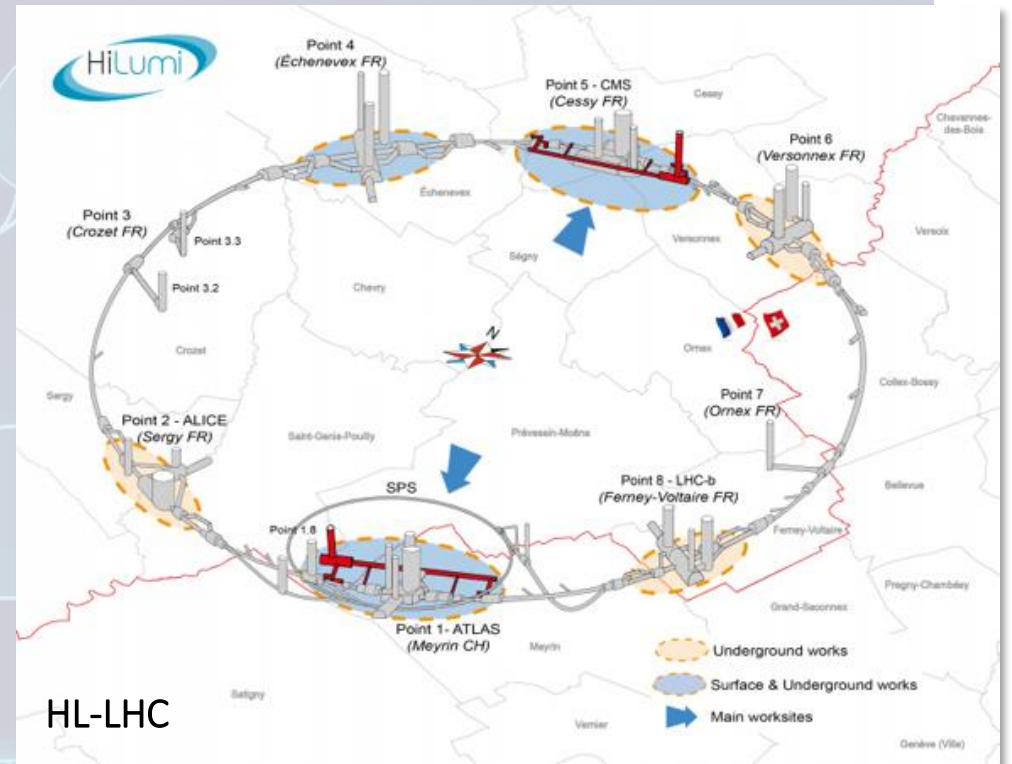 HiLumi
Point 4
(Échenevex FR)
Point 5 - CMS
(Cessy FR)
Cessy
Chavannes-
des-Bois
Point 6
(Versonnex FR)
Échenevex
Point 3
(Crozet FR)
Point 3.3
Versoix
Versonnex
Ségny
Point 3.2
Chevry
N
Crozet
Ornex
Collex-Bossy
Sergy
Point 7
(Ornex FR)
Point 2 - ALICE
(Sergy FR)
Saint-Genis-Pouilly
Prévessin-Moëns
Point 8 - LHC-b
(Ferney-Voltaire FR)
Bellevue
SPS
Point 1.8
Ferney-Voltaire
Pregny-Chambésy
Grand-Saconnex
Point 1- ATLAS
(Meyrin CH)
Meyrin
Underground works
Surface & Underground works
Main worksites
Satigny
HL-LHC
Vernier
Genève (Ville)